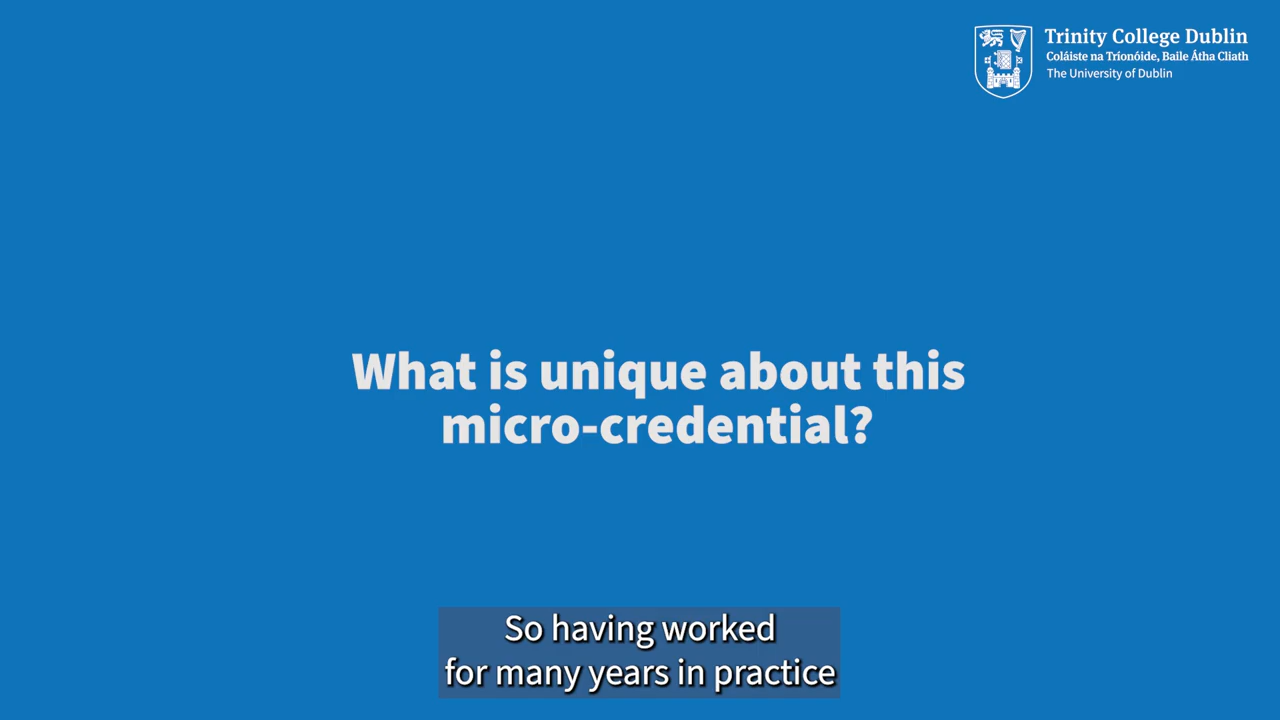 Trinity College Dublin
Coláiste na Tríonóide, Baile Átha Cliath
The University of Dublin
What is unique about this
micro-credential?
So having worked
for many years in practice